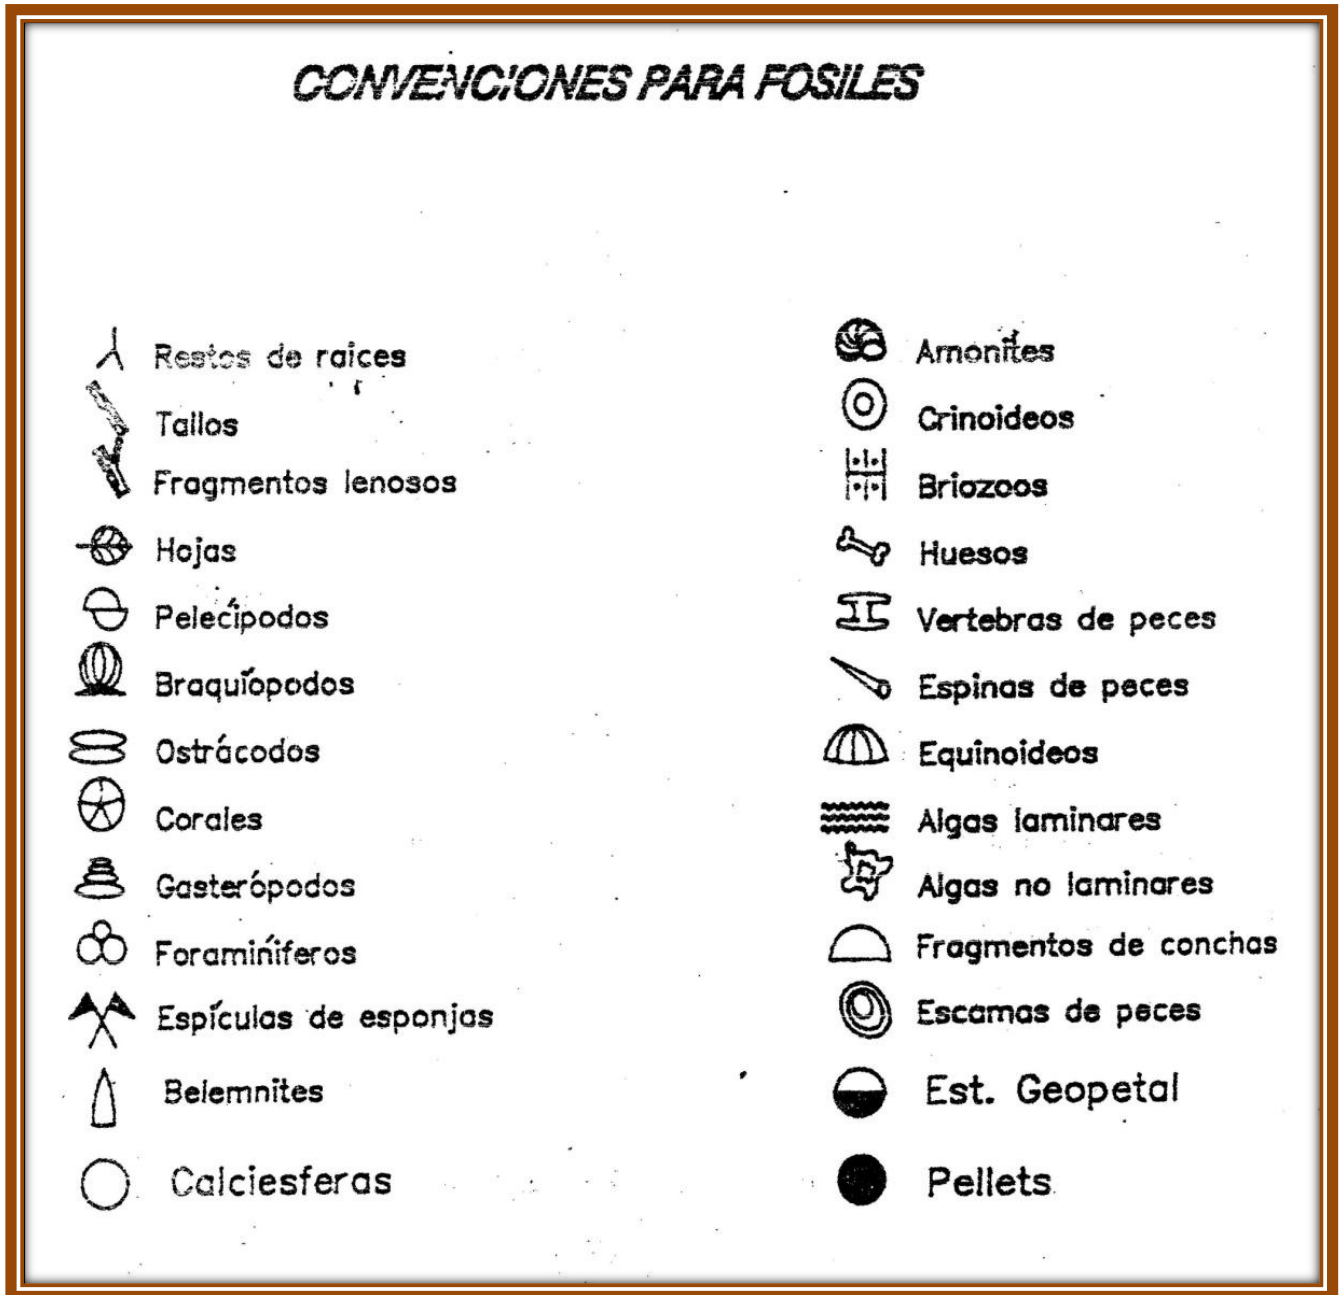 CONVENCIONES PARA FOSILES
Restos de raices
Tallos
Fragmentos lenosos
Hojas
Pelecípodos
Braquíopodos
Ostrácodos
Corales
Gasterópodos
Foraminíferos
Espículas de esponjas
Belemnites
Calciesferas
Amonites
Crinoideos
Briozoos
Huesos
Vertebras de peces
Espinas de peces
Equinoideos
Algas laminares
Algas no laminares
Fragmentos de conchas
Escamas de peces
Est. Geopetal
Pellets